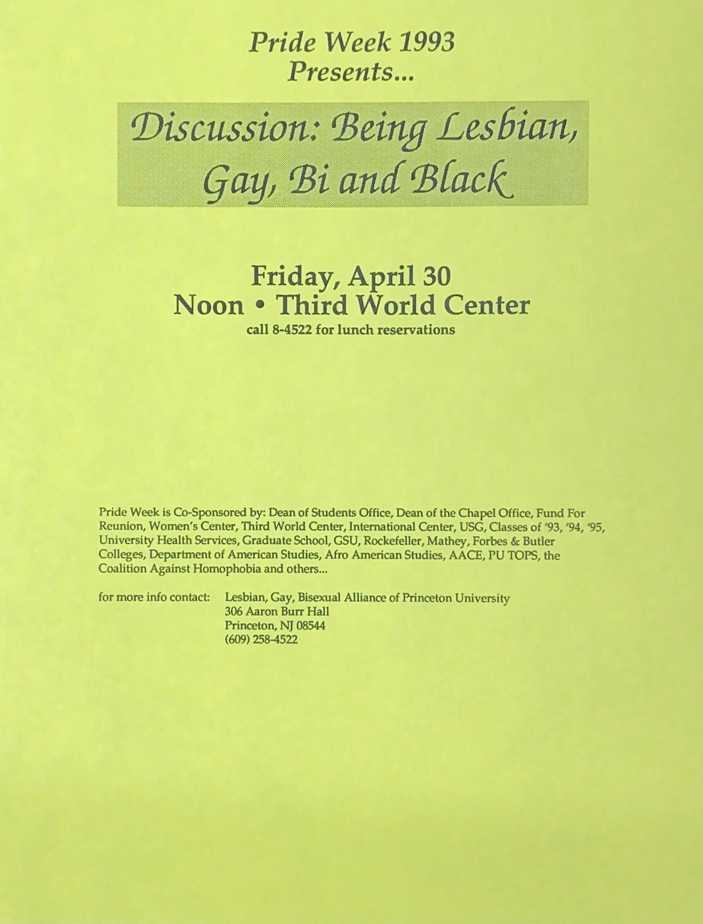 Pride Week 1993
Presents...
Discussion: Being Lesbian,
Gay, Bi and Black
Friday, April 30
Noon • Third World Center
call 8-4522 for lunch reservations
Pride Week is Co-Sponsored by: Dean of Students Office, Dean of the Chapel Office, Fund For
Reunion, Women's Center, Third World Center, International Center, USG, Classes of '93, '94, '95,
University Health Services, Graduate School, GSU, Rockefeller, Mathey, Forbes & Butler
Colleges, Department of American Studies, Afro American Studies, AACE, PU TOPS, the
Coalition Against Homophobia and others...
for more info contact: Lesbian, Gay, Bisexual Alliance of Princeton University
306 Aaron Burr Hall
Princeton, NJ 08544
(609) 258-4522